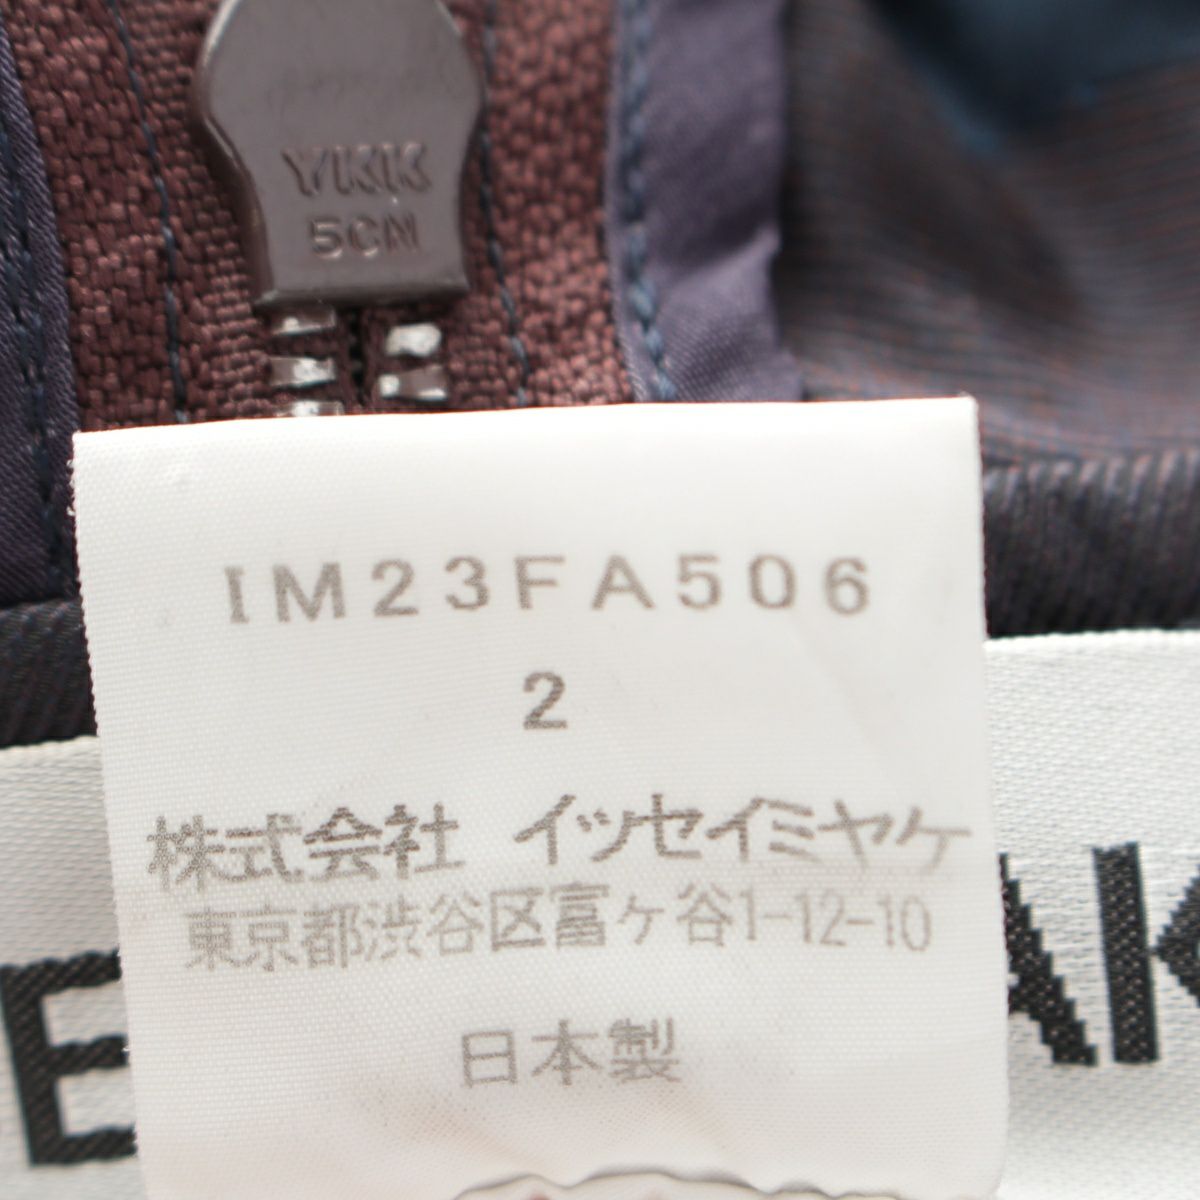 YKK
5CN
IM23FA506
2
株式会社 イッセイミヤケ
東京都渋谷区富ヶ谷1-12-10
日本製
E AK